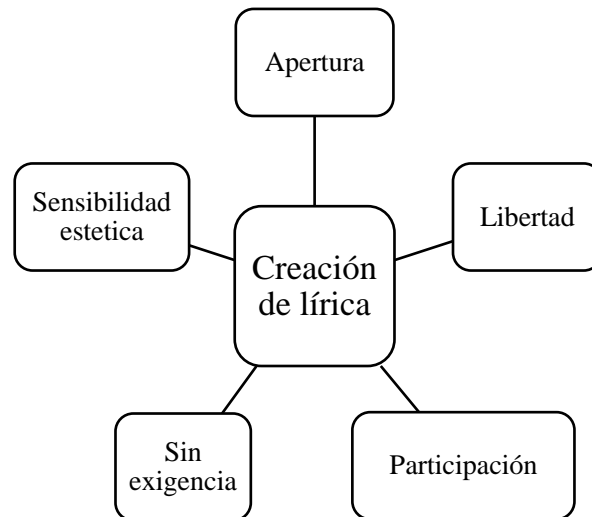 Apertura
Sensibilidad
estetica
Libertad
Creación
de lírica
Sin
exigencia
Participación